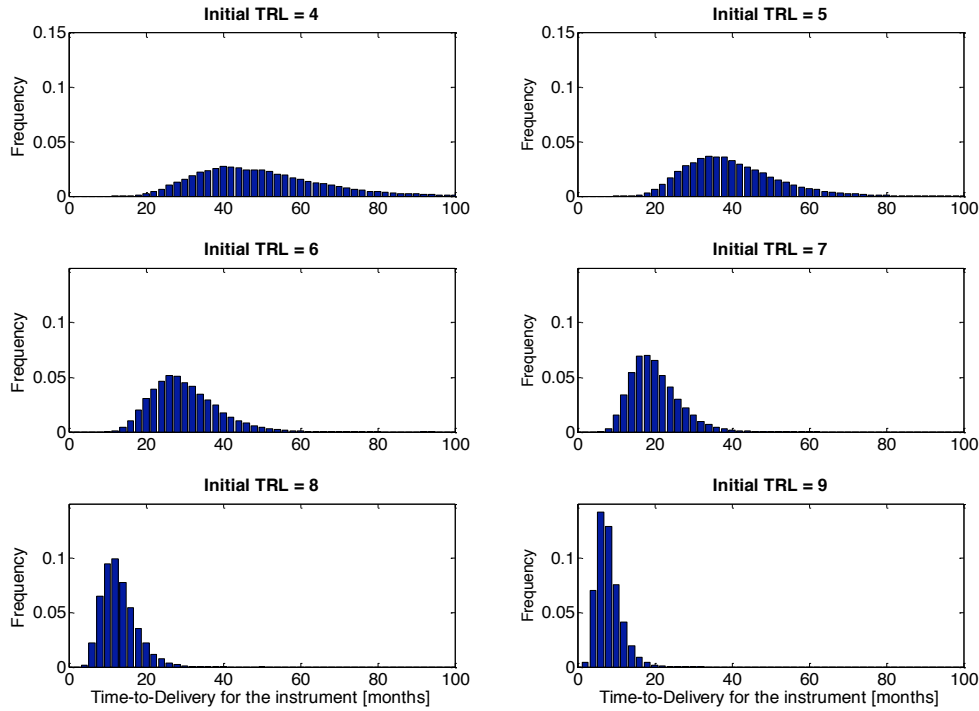 Initial TRL = 4
0.15
0.1
0.05
0
Frequency
0 20 40 60 80 100
Initial TRL = 5
0.15
0.1
0.05
0
Frequency
0 20 40 60 80 100
Initial TRL = 6
0.1
0.05
0
Frequency
0 20 40 60 80 100
Initial TRL = 7
0.1
0.05
0
Frequency
0 20 40 60 80 100
Initial TRL = 8
0.1
0.05
0
Frequency
0 20 40 60 80 100
Time-to-Delivery for the instrument [months]
Initial TRL = 9
0.1
0.05
0
Frequency
0 20 40 60 80 100
Time-to-Delivery for the instrument [months]